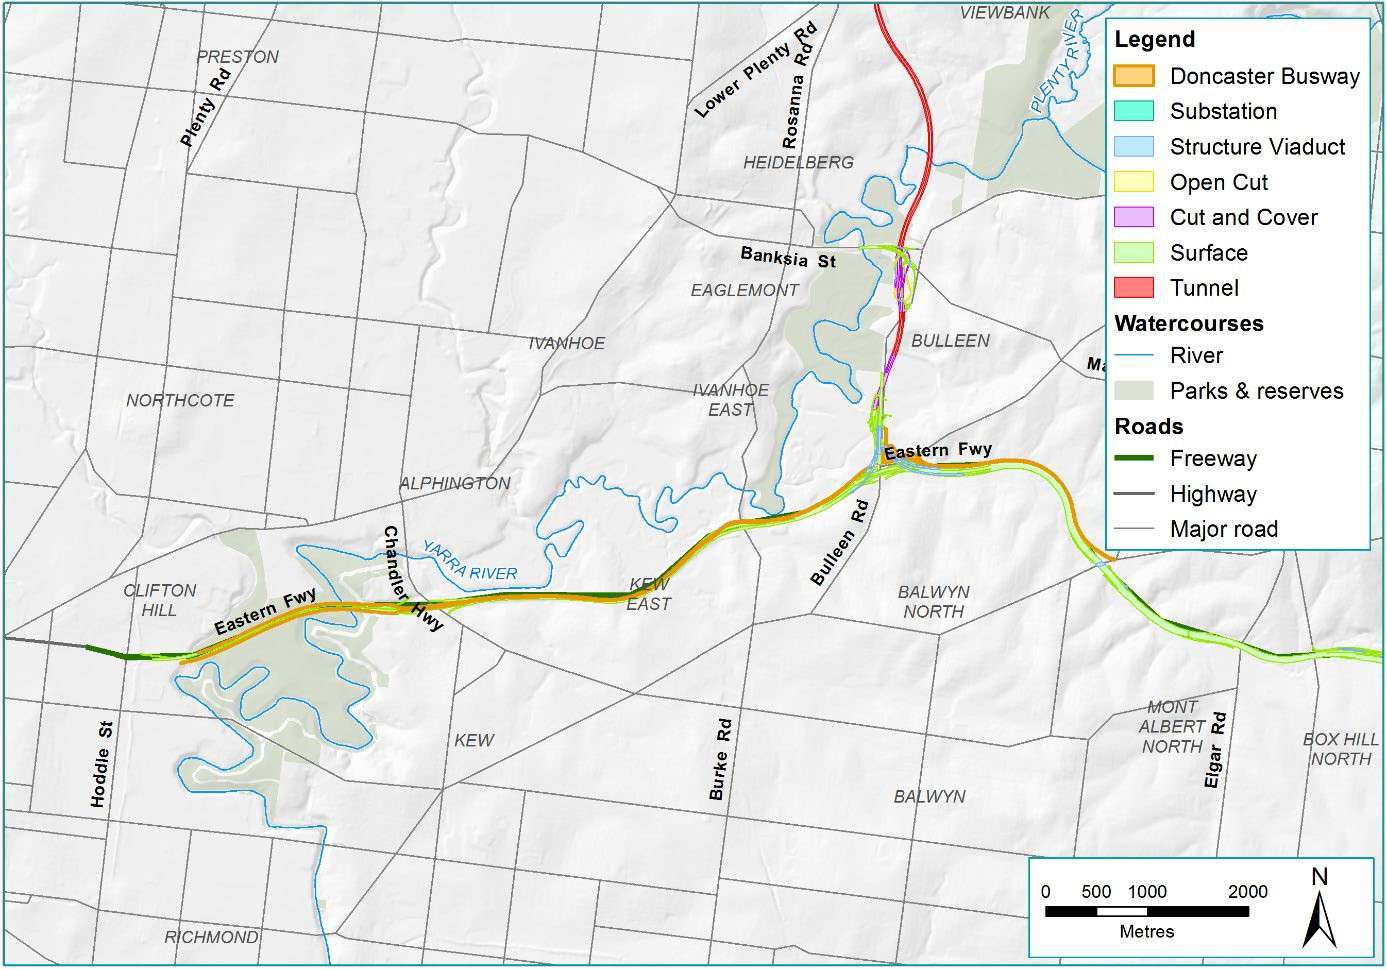 VIEWBANK
PRESTON
Plenty Rd
Lower Plenty Rd
Rosanna Rd
PLENTY RIVER
HEIDELBERG
Banksia St
EAGLEMONT
IVANHOE
BULLEEN
Ma
NORTHCOTE
IVANHOE
EAST
Eastern Fwy
ALPHINGTON
Chandler Hwy
YARRA RIVER
Bulleen Rd
CLIFTON
HILL
Eastern Fwy
KEW
EAST
BALWYN
NORTH
Hoddle St
KEW
Burke Rd
BALWYN
MONT
ALBERT
NORTH
Elgar Rd
BOX HILL
NORTH
RICHMOND
Legend
Doncaster Busway
Substation
Structure Viaduct
Open Cut
Cut and Cover
Surface
Tunnel
Watercourses
River
Parks & reserves
Roads
Freeway
Highway
Major road
0 500 1000 2000
Metres
N